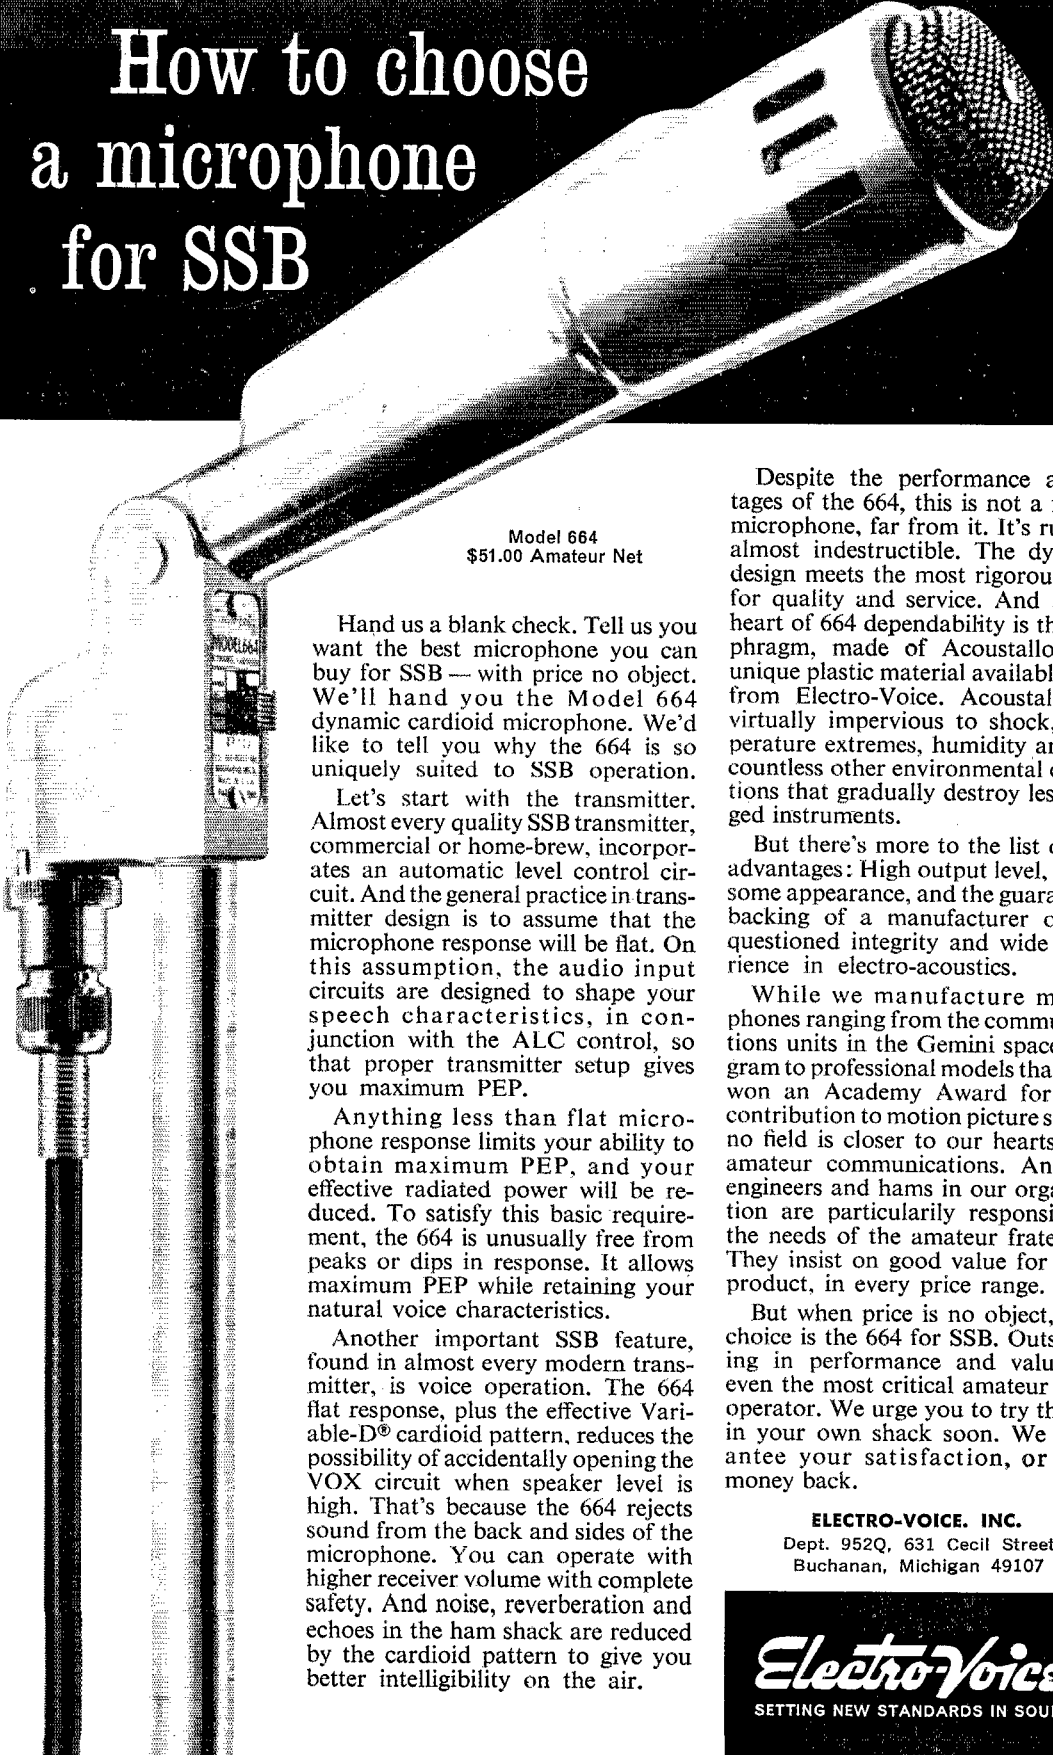 How to choose
a microphone
for SSB
Model 664
$51.00 Amateur Net
Hand us a blank check. Tell us you
want the best microphone you can
buy for SSB — with price no object.
We'll hand you the Model 664
dynamic cardioid microphone. We'd
like to tell you why the 664 is so
uniquely suited to SSB operation.
Let's start with the transmitter.
Almost every quality SSB transmitter,
commercial or home-brew, incorpor-
ates an automatic level control cir-
cuit. And the general practice in trans-
mitter design is to assume that the
microphone response will be flat. On
this assumption, the audio input
circuits are designed to shape your
speech characteristics, in con-
junction with the ALC control, so
that proper transmitter setup gives
you maximum PEP.
Anything less than flat micro-
phone response limits your ability to
obtain maximum PEP, and your
effective radiated power will be re-
duced. To satisfy this basic require-
ment, the 664 is unusually free from
peaks or dips in response. It allows
maximum PEP while retaining your
natural voice characteristics.
Another important SSB feature,
found in almost every modern trans-
mitter, is voice operation. The 664
flat response, plus the effective Vari-
able-D® cardioid pattern, reduces the
possibility of accidentally opening the
VOX circuit when speaker level is
high. That's because the 664 rejects
sound from the back and sides of the
microphone. You can operate with
higher receiver volume with complete
safety. And noise, reverberation and
echoes in the ham shack are reduced
by the cardioid pattern to give you
better intelligibility on the air.
Despite the performance a
tages of the 664, this is not a
microphone, far from it. It's ru
almost indestructible. The dy
design meets the most rigorou
for quality and service. And
heart of 664 dependability is th
phragm, made of Acoustallo
unique plastic material availabl
from Electro-Voice. Acoustal
virtually impervious to shock,
perature extremes, humidity a
countless other environmental c
tions that gradually destroy les
ged instruments.
But there's more to the list o
advantages: High output level,
some appearance, and the guara
backing of a manufacturer o
questioned integrity and wide
rience in electro-acoustics.
While we manufacture m
phones ranging from the commu
tions units in the Gemini space
gram to professional models tha
won an Academy Award for
contribution to motion picture s
no field is closer to our hearts
amateur communications. An
engineers and hams in our orga
tion are particularily responsi
the needs of the amateur frate
They insist on good value for
product, in every price range.
But when price is no object,
choice is the 664 for SSB. Outs
ing in performance and valu
even the most critical amateur
operator. We urge you to try th
in your own shack soon. We
antee your satisfaction, or
money back.
ELECTRO-VOICE. INC.
Dept. 952Q, 631 Cecil Street
Buchanan, Michigan 49107
Electro-Voice
SETTING NEW STANDARDS IN SOU